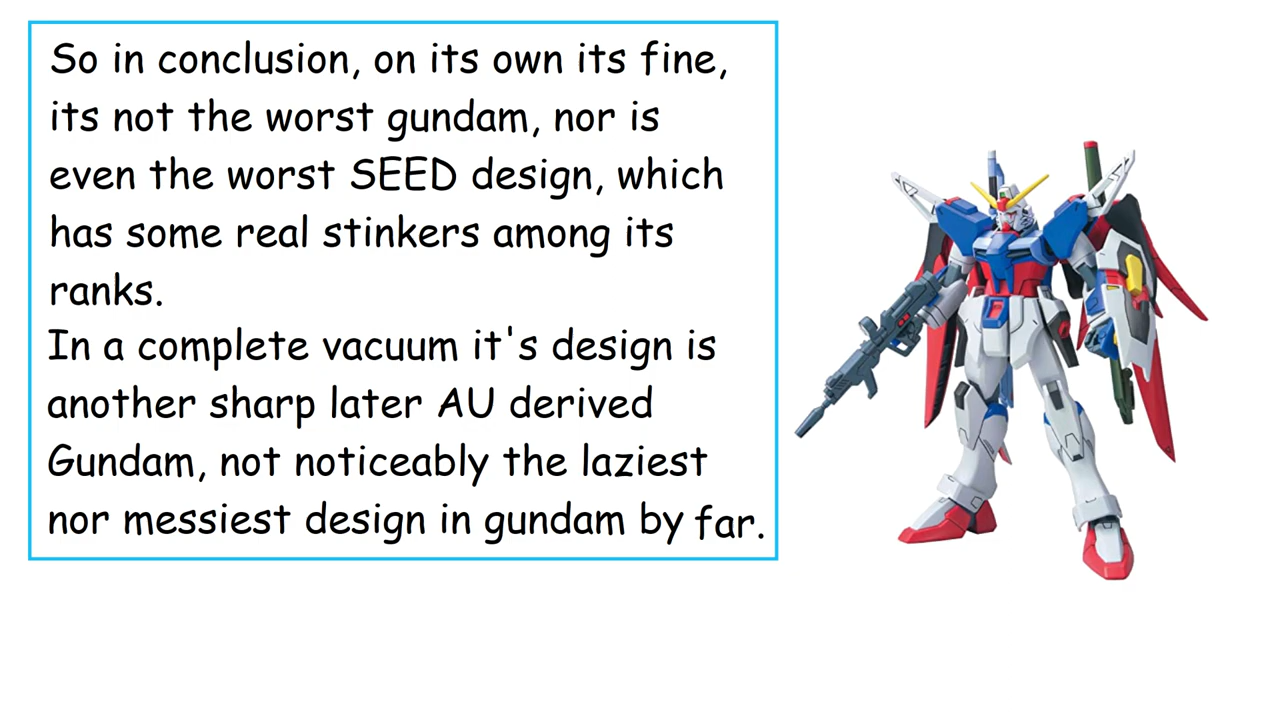 So in conclusion, on its own its fine,
its not the worst gundam, nor is
even the worst SEED design, which
has some real stinkers among its
ranks.
In a complete vacuum it's design is
another sharp later AU derived
Gundam, not noticeably the laziest
nor messiest design in gundam by far.